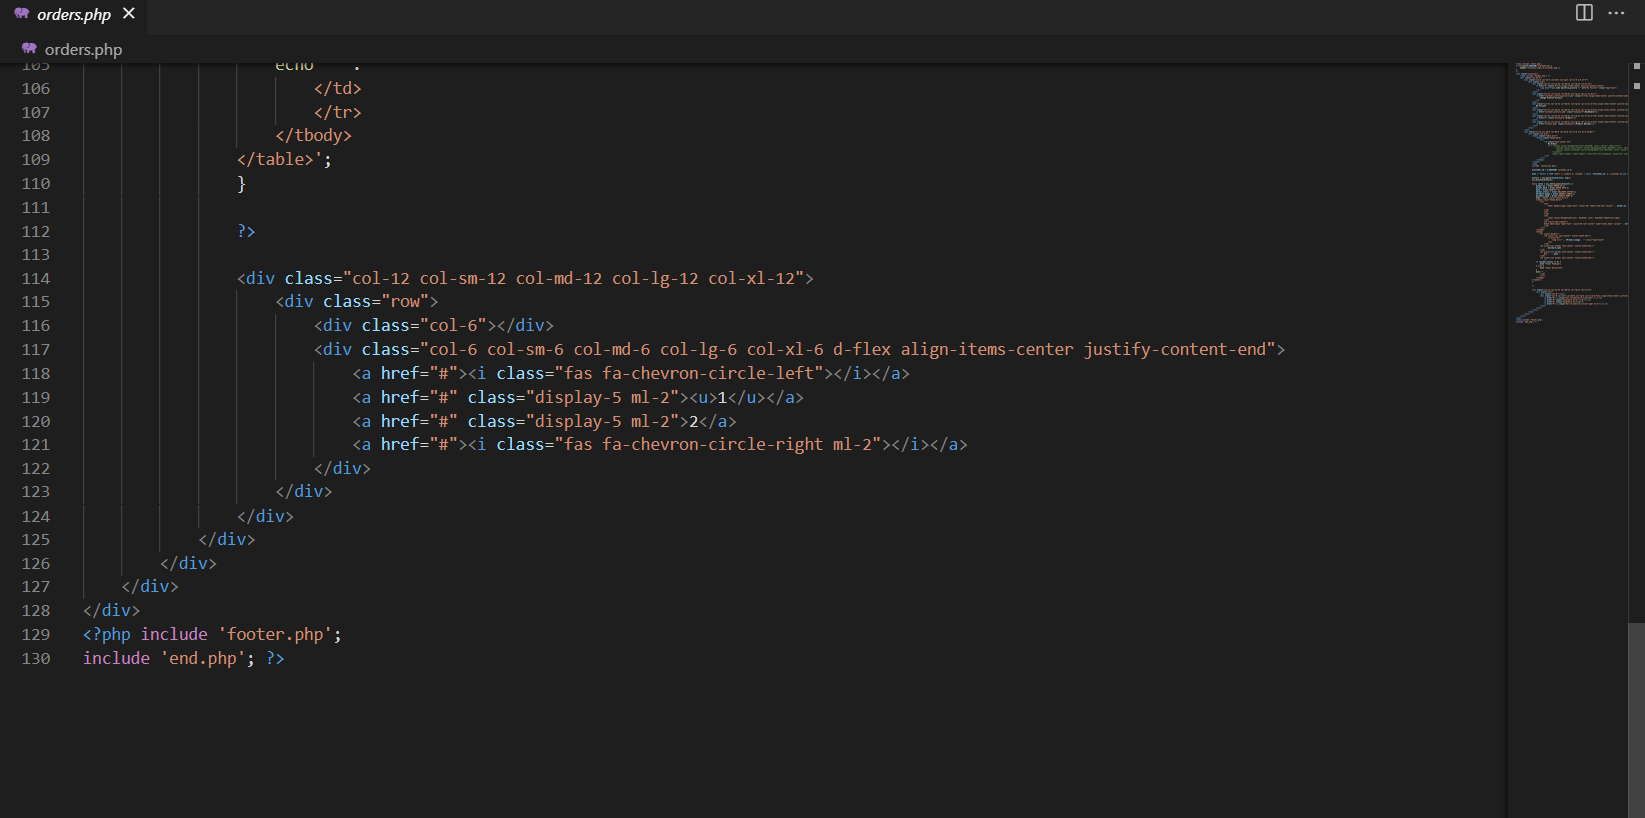 orders.php
orders.php
105 echo
106 </td>
107 </tr>
108 </tbody>
109 </table>';
110 }
111
112 ?>
113
114 <div class="col-12 col-sm-12 col-md-12 col-lg-12 col-xl-12">
115 <div class="row">
116 <div class="col-6"></div>
117 <div class="col-6 col-sm-6 col-md-6 col-lg-6 col-xl-6 d-flex align-items-center justify-content-end">
118 <a href="#"><i class="fas fa-chevron-circle-left"></i></a>
119 <a href="#" class="display-5 ml-2"><u>1</u></a>
120 <a href="#" class="display-5 ml-2">2</a>
121 <a href="#"><i class="fas fa-chevron-circle-right ml-2"></i></a>
122 </div>
123 </div>
124 </div>
125 </div>
126 </div>
127 </div>
128 </div>
129 <?php include 'footer.php';
130 include 'end.php'; ?>